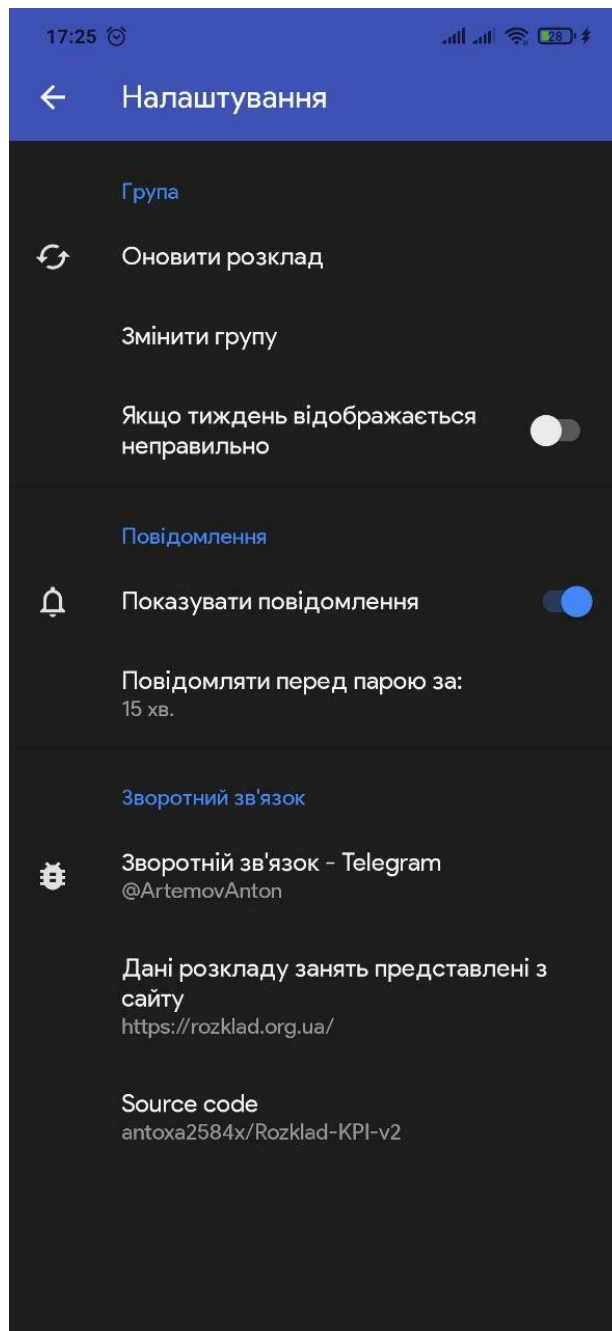 17:25 28
Налаштування
Група
Оновити розклад
Змінити групу
Якщо тиждень відображається
неправильно
Повідомлення
Показувати повідомлення
Повідомляти перед парою за:
15 хв.
Зворотний зв'язок
Зворотній зв'язок - Telegram
@ArtemovAnton
Дані розкладу занять представлені з
сайту
https://rozklad.org.ua/
Source code
antoxa2584x/Rozklad-KPI-v2